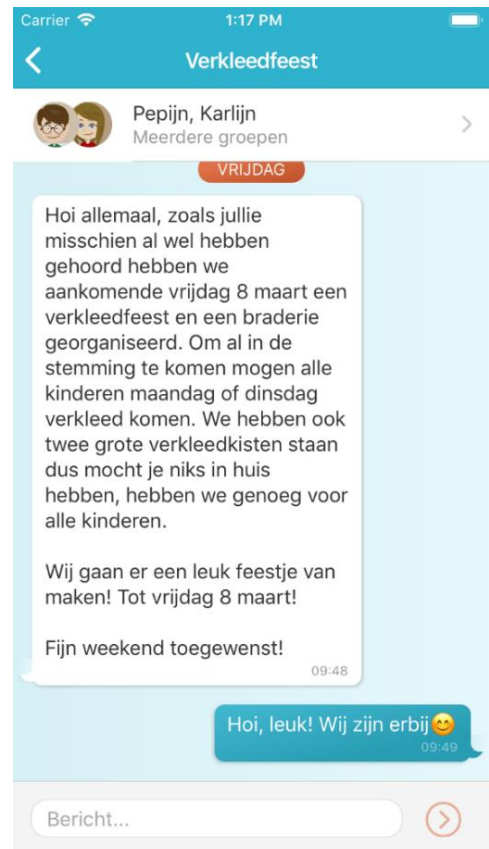 Carrier 1:17 PM
Verkleedfeest
Pepijn, Karlijn
Meerdere groepen
VRIJDAG
Hoi allemaal, zoals jullie
misschien al wel hebben
gehoord hebben we
aankomende vrijdag 8 maart een
verkleedfeest en een braderie
georganiseerd. Om al in de
stemming te komen mogen alle
kinderen maandag of dinsdag
verkleed komen. We hebben ook
twee grote verkleedkisten staan
dus mocht je niks in huis
hebben, hebben we genoeg voor
alle kinderen.
Wij gaan er een leuk feestje van
maken! Tot vrijdag 8 maart!
Fijn weekend toegewenst!
09:48
Hoi, leuk! Wij zijn erbij😊
09:49
Bericht...